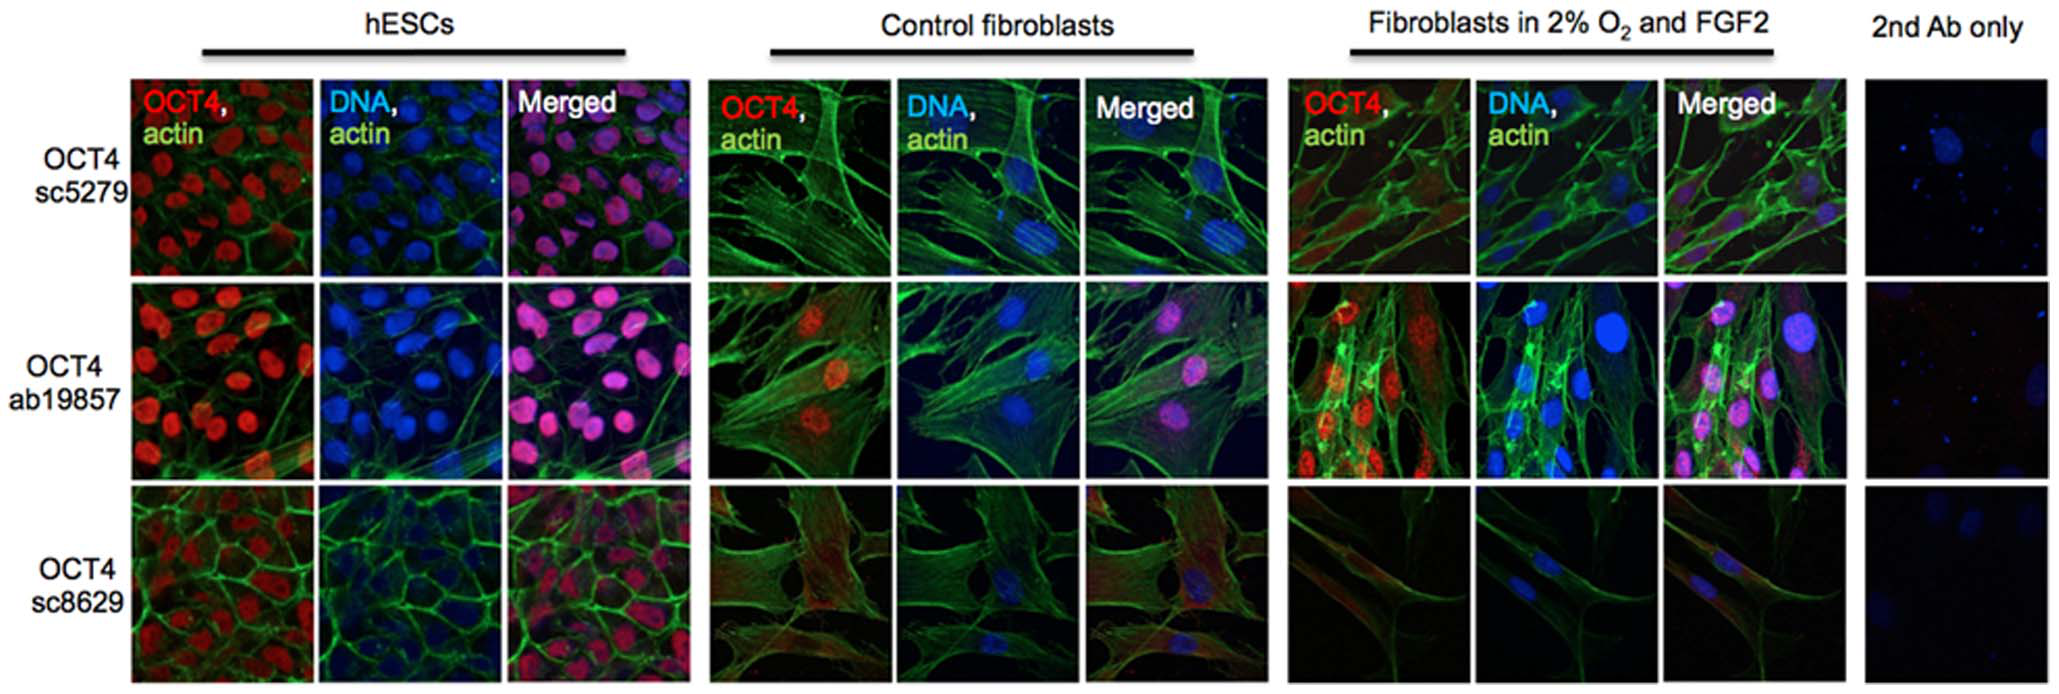 hESCs
Control fibroblasts
Fibroblasts in 2% O₂ and FGF2
2nd Ab only
OCT4
sc5279
OCT4,
actin
DNA,
actin
Merged
OCT4,
actin
DNA,
actin
Merged
OCT4,
actin
DNA,
actin
Merged
OCT4
ab19857
OCT4
sc8629